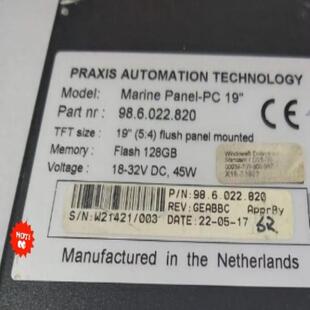 PRAXIS AUTOMATION TECHNOLOGY
Model: Marine Panel-PC 19"
Part nr : 98.6.022.820
CE
TFT size : 19" (5:4) flush panel mounted
Memory: Flash 128GB
Voltage: 18-32V DC, 45W
P/N:98.6.022.820
REV:GEABBC ApprBy
S/N:W21421/003 DATE:22-05-17 62
HOT!
Manufactured in the Netherlands